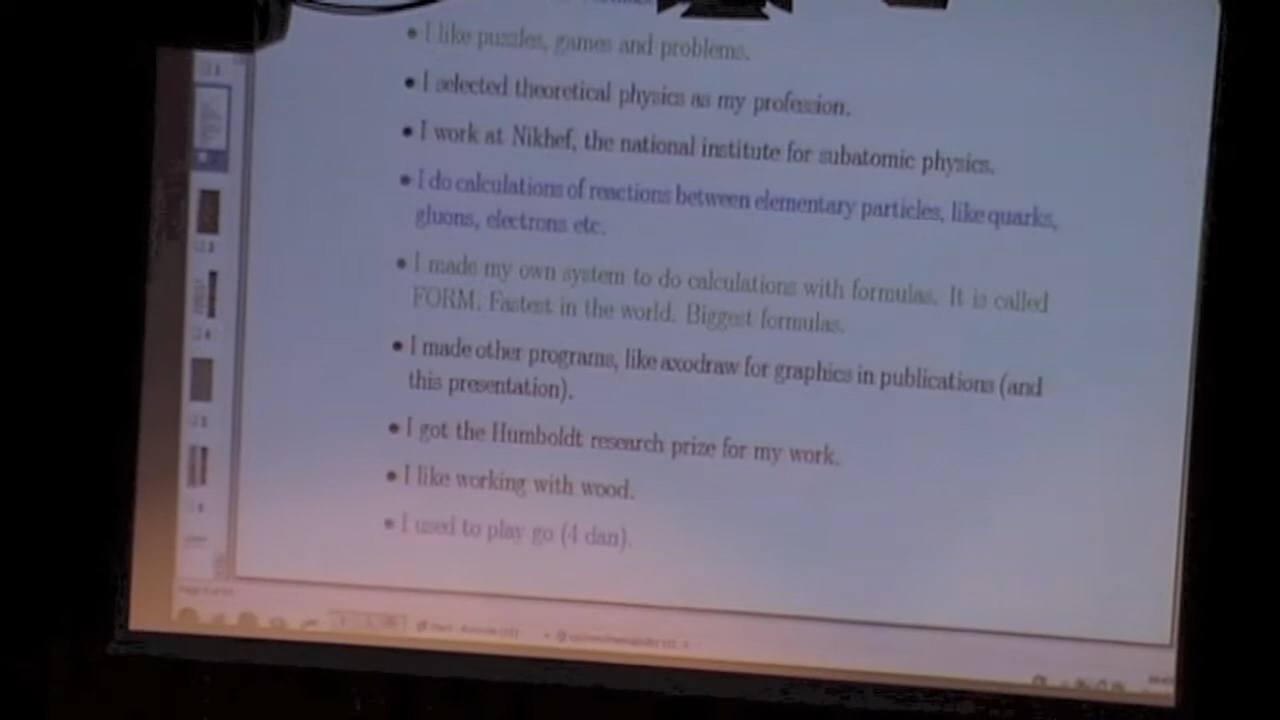 • I like puzzles, games and problems.
• I selected theoretical physics as my profession.
• I work at Nikhef, the national institute for subatomic physics.
• I do calculations of reactions between elementary particles, like quarks,
gluons, electrons etc.
• I made my own system to do calculations with formulas. It is called
FORM. Fastest in the world. Biggest formulas.
• I made other programs, like axodraw for graphics in publications (and
this presentation).
• I got the Humboldt research prize for my work.
• I like working with wood.
• I used to play go (4 dan).